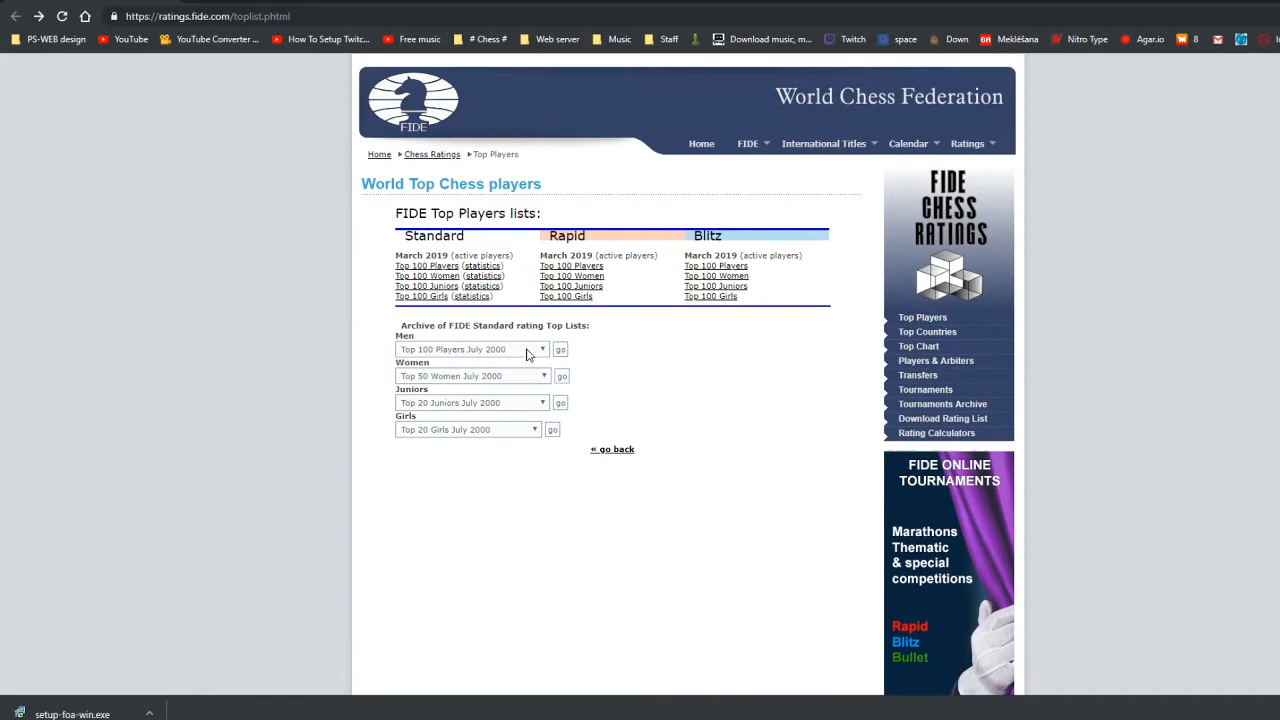 https://ratings.fide.com/toplist.phtml
PS-WEB design YouTube YouTube Converter ... How To Setup Twitc... Free music # Chess # Web server Music Staff Download music, m... Twitch space Down Meklēšana Nitro Type Agar.io 8
World Chess Federation
FIDE
Home FIDE International Titles Calendar Ratings
Home Chess Ratings Top Players
World Top Chess players
FIDE Top Players lists:
Standard Rapid Blitz
March 2019 (active players) March 2019 (active players) March 2019 (active players)
Top 100 Players (statistics) Top 100 Players Top 100 Players
Top 100 Women (statistics) Top 100 Women Top 100 Women
Top 100 Juniors (statistics) Top 100 Juniors Top 100 Juniors
Top 100 Girls (statistics) Top 100 Girls Top 100 Girls
Archive of FIDE Standard rating Top Lists:
Men
Top 100 Players July 2000 go
Women
Top 50 Women July 2000 go
Juniors
Top 20 Juniors July 2000 go
Girls
Top 20 Girls July 2000 go
« go back
FIDE
CHESS
RATINGS
Top Players
Top Countries
Top Chart
Players & Arbiters
Transfers
Tournaments
Tournaments Archive
Download Rating List
Rating Calculators
FIDE ONLINE
TOURNAMENTS
Marathons
Thematic
& special
competitions
Rapid
Blitz
Bullet
setup-foa-win.exe